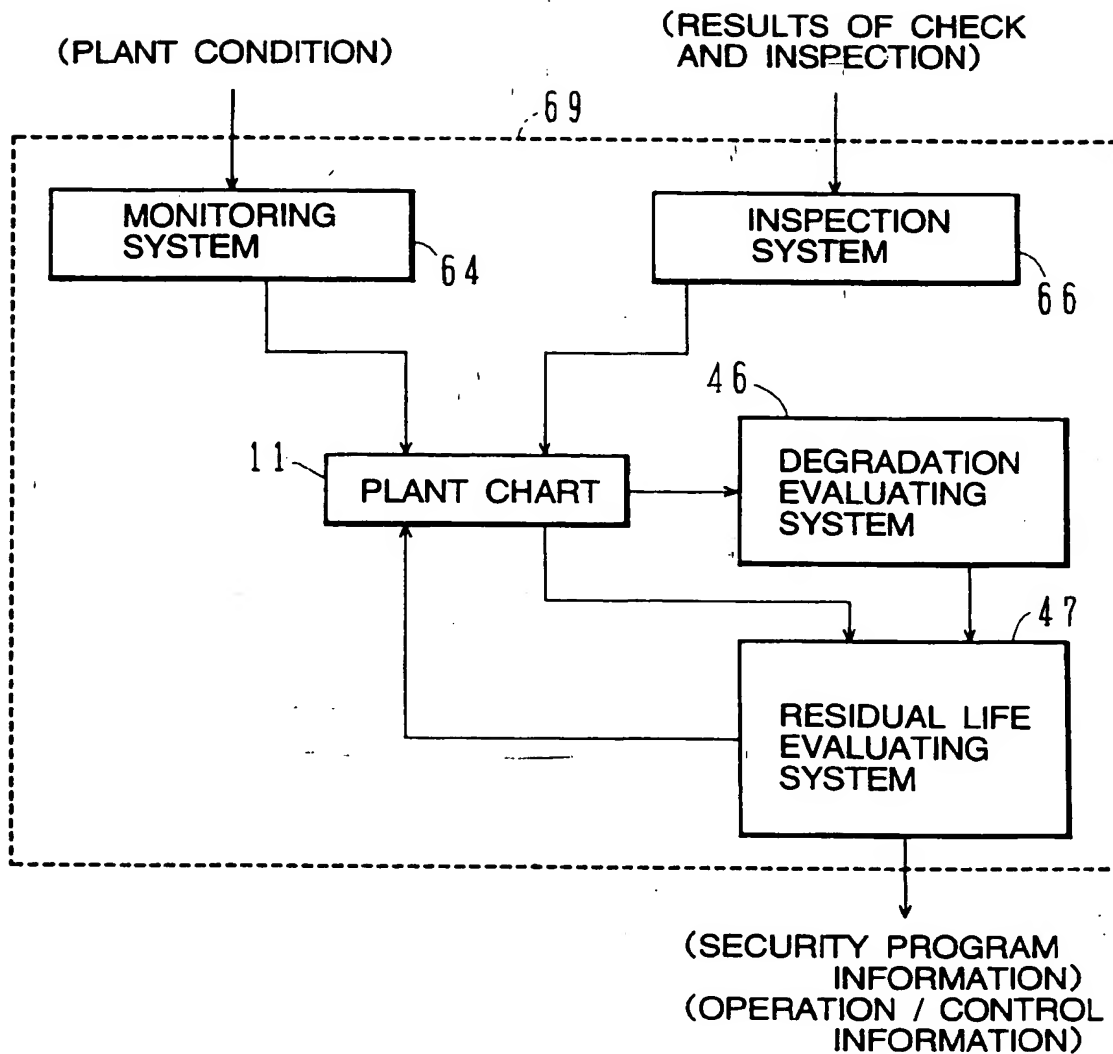 (PLANT CONDITION)
(RESULTS OF CHECK
AND INSPECTION)
69
MONITORING
SYSTEM
64
INSPECTION
SYSTEM
66
46
11
PLANT CHART
DEGRADATION
EVALUATING
SYSTEM
47
RESIDUAL LIFE
EVALUATING
SYSTEM
(SECURITY PROGRAM
INFORMATION)
(OPERATION / CONTROL
INFORMATION)